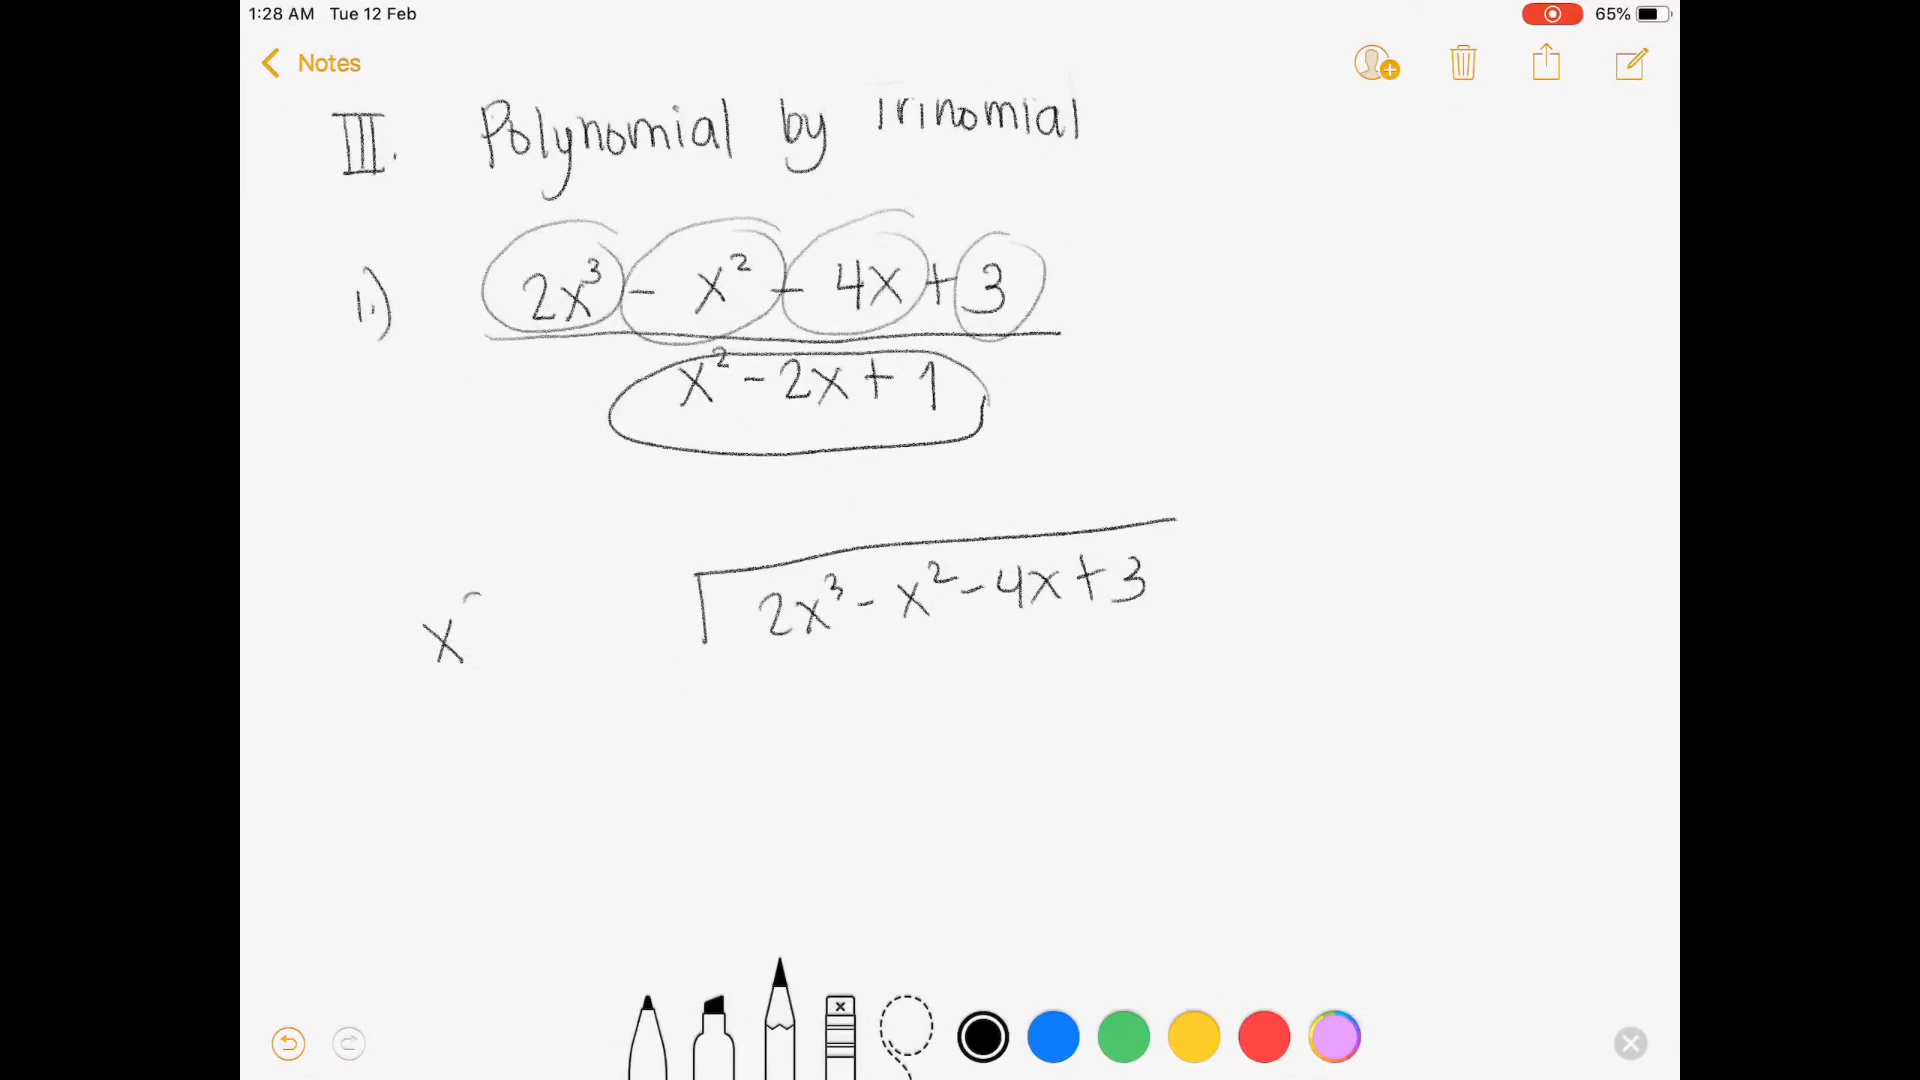 1:28 AM Tue 12 Feb 65%
Notes
III. Polynomial by Trinomial
1.) 2x³ - x² - 4x + 3
x² - 2x + 1
2x³ - x² - 4x + 3
x